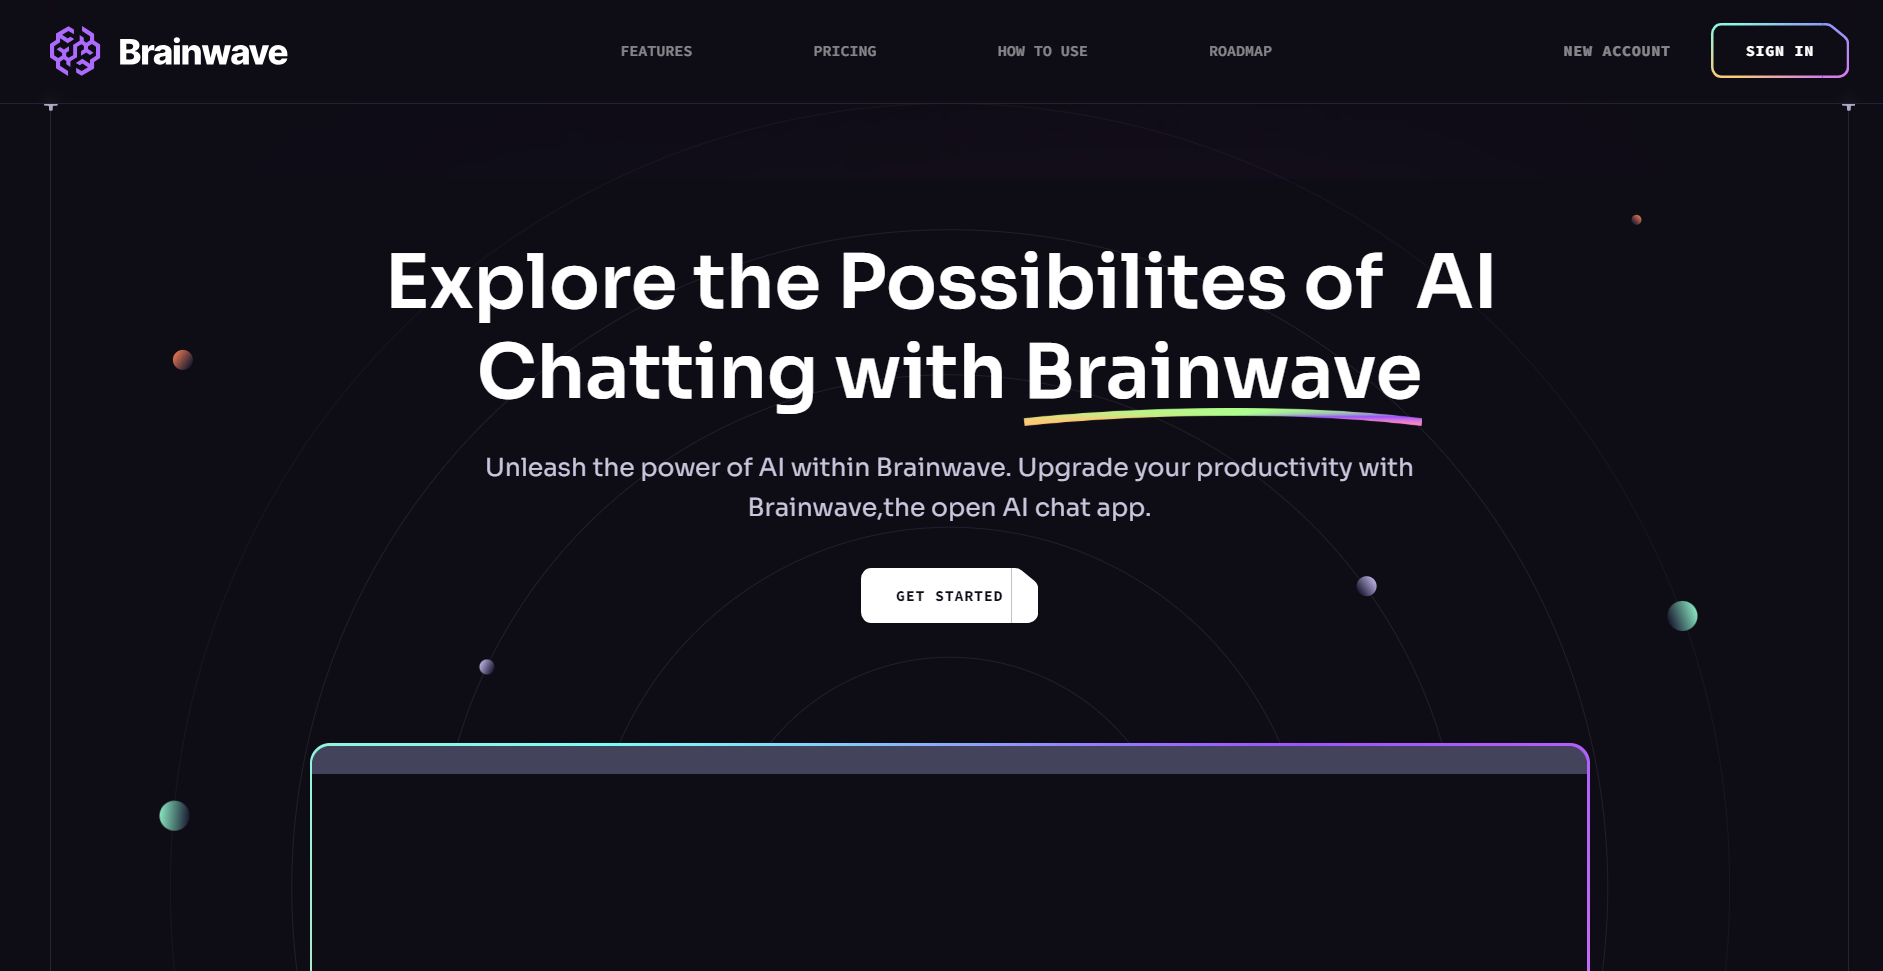 Brainwave
FEATURES PRICING HOW TO USE ROADMAP NEW ACCOUNT SIGN IN
Explore the Possibilites of AI
Chatting with Brainwave
Unleash the power of AI within Brainwave. Upgrade your productivity with
Brainwave,the open AI chat app.
GET STARTED